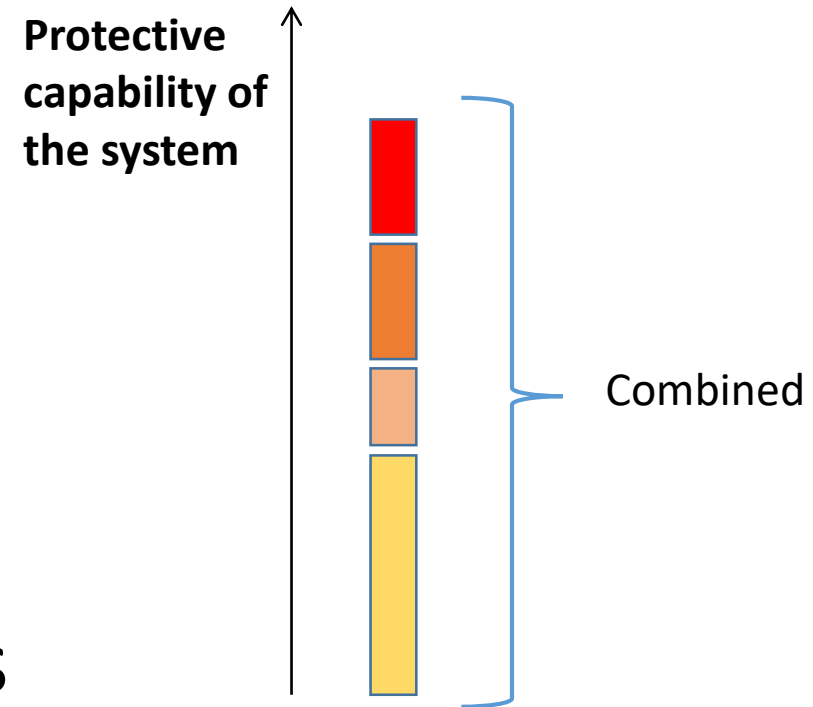 Protective
capability of
the system
Combined
s